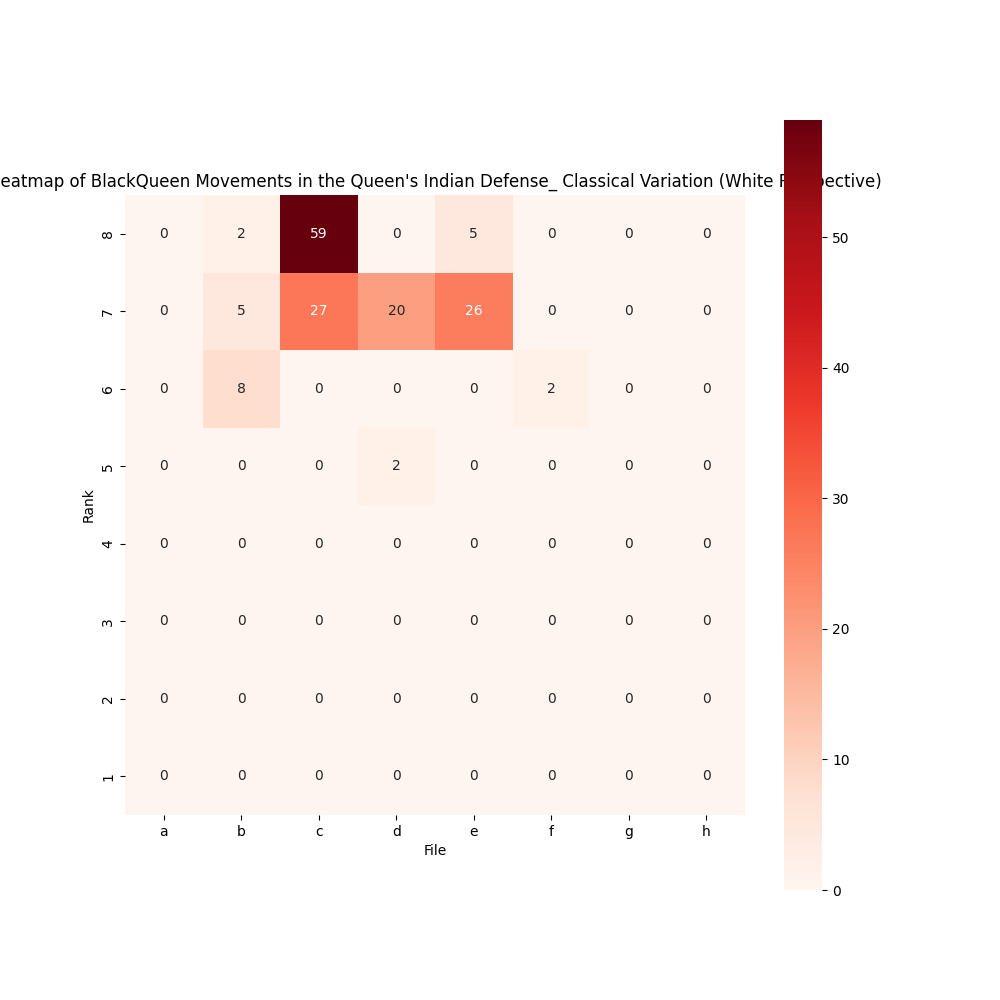 eatmap of BlackQueen Movements in the Queen's Indian Defense_ Classical Variation (White Perspective)
8 0 2 59 0 5 0 0 0
7 0 5 27 20 26 0 0 0
6 0 8 0 0 0 2 0 0
5 0 0 0 2 0 0 0 0
Rank
4 0 0 0 0 0 0 0 0
3 0 0 0 0 0 0 0 0
2 0 0 0 0 0 0 0 0
1 0 0 0 0 0 0 0 0
a b c d e f g h
File
50
40
30
20
10
0